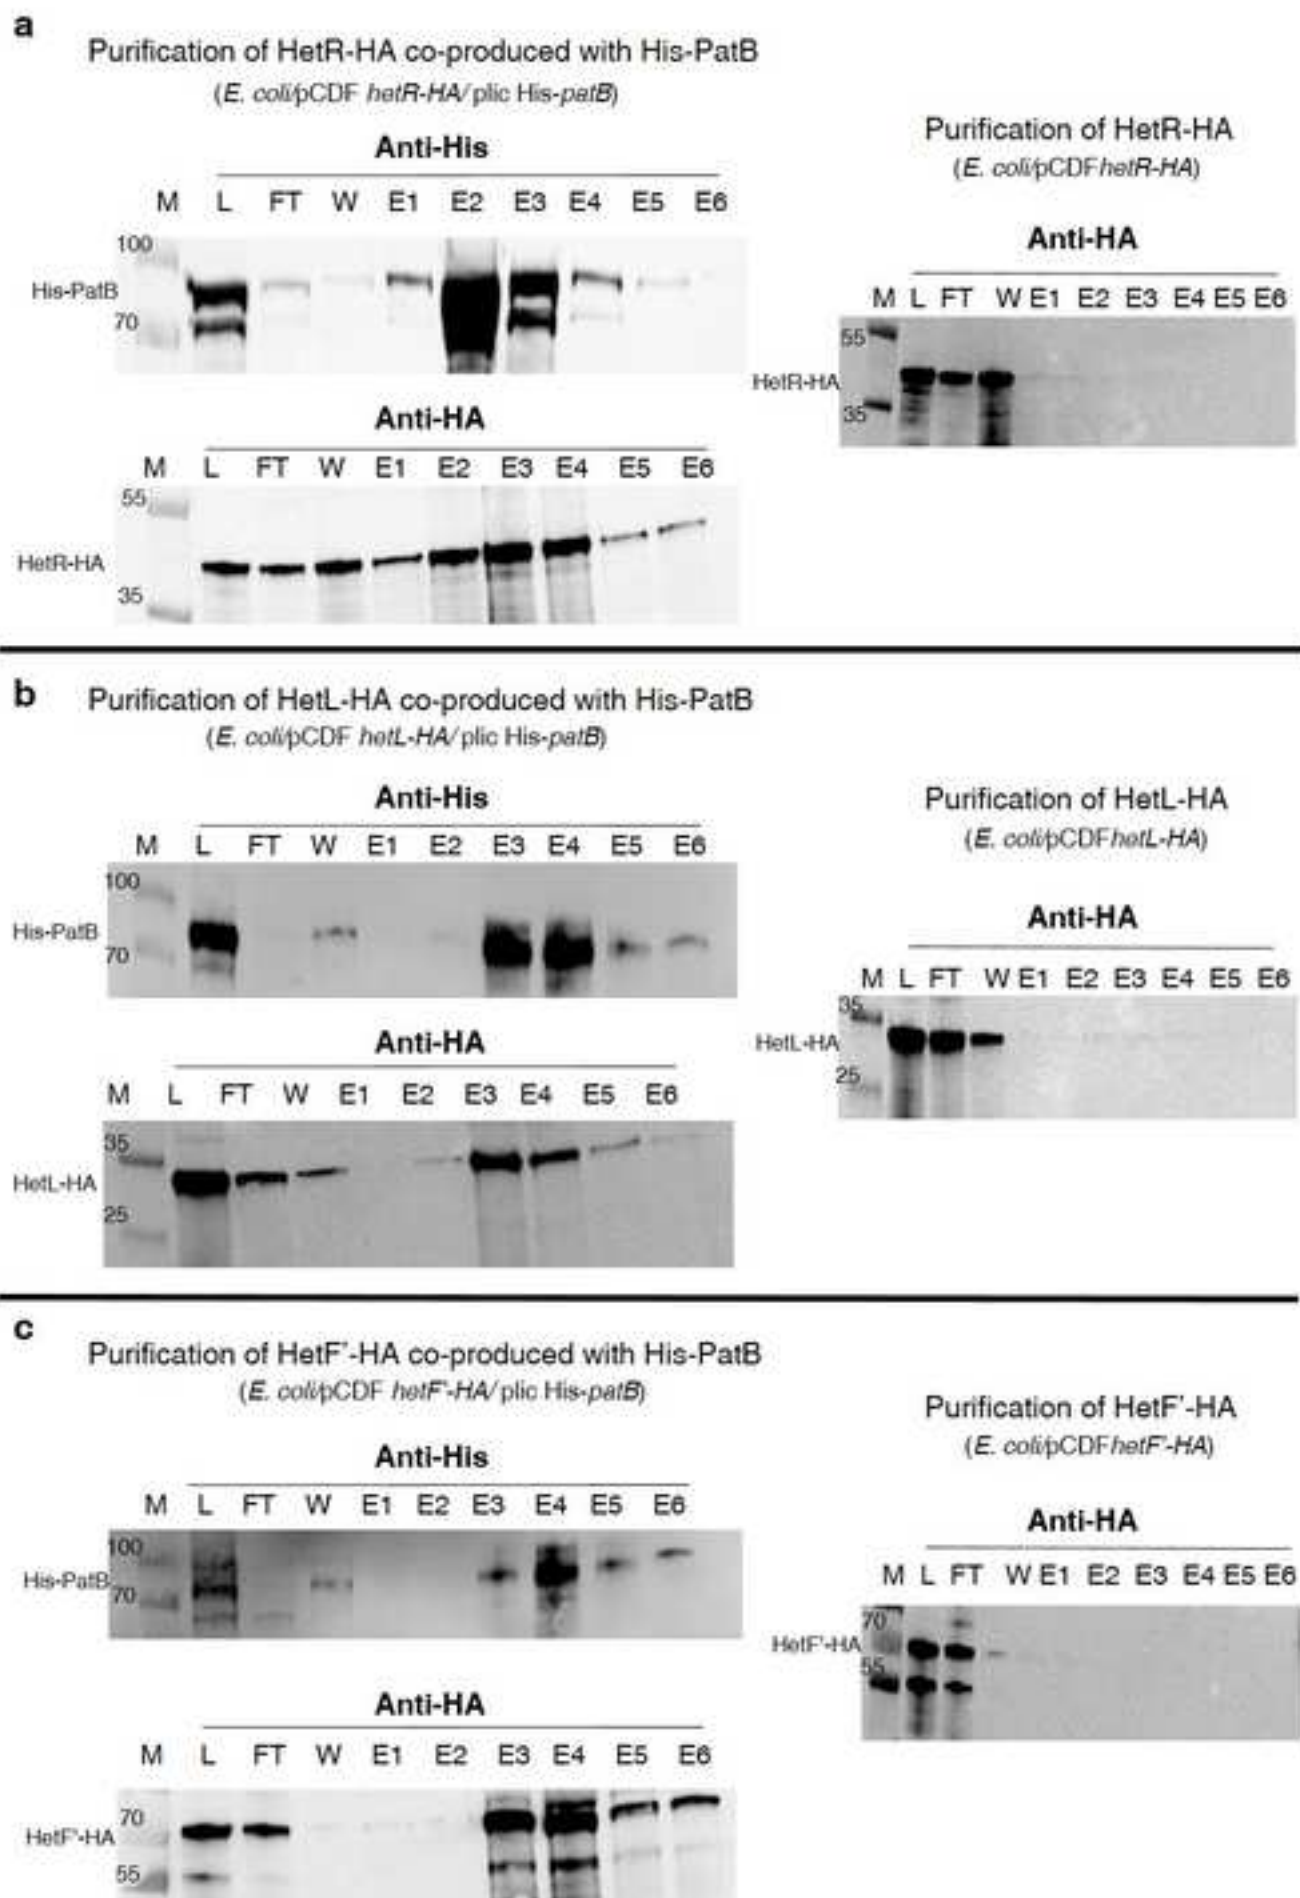 a
Purification of HetR-HA co-produced with His-PatB
(E. coli/pCDF hetR-HA/ plic His-patB)
Anti-His
M L FT W E1 E2 E3 E4 E5 E6
100
His-PatB
70
Anti-HA
M L FT W E1 E2 E3 E4 E5 E6
55
HetR-HA
35
Purification of HetR-HA
(E. coli/pCDFhetR-HA)
Anti-HA
M L FT W E1 E2 E3 E4 E5 E6
55
HetR-HA
35
b
Purification of HetL-HA co-produced with His-PatB
(E. coli/pCDF hetL-HA/ plic His-patB)
Anti-His
M L FT W E1 E2 E3 E4 E5 E6
100
His-PatB
70
Anti-HA
M L FT W E1 E2 E3 E4 E5 E6
35
HetL-HA
25
Purification of HetL-HA
(E. coli/pCDFhetL-HA)
Anti-HA
M L FT W E1 E2 E3 E4 E5 E6
35
HetL-HA
25
c
Purification of HetF'-HA co-produced with His-PatB
(E. coli/pCDF hetF'-HA/ plic His-patB)
Anti-His
M L FT W E1 E2 E3 E4 E5 E6
100
His-PatB
70
Anti-HA
M L FT W E1 E2 E3 E4 E5 E6
70
HetF'-HA
55
Purification of HetF'-HA
(E. coli/pCDFhetF'-HA)
Anti-HA
M L FT W E1 E2 E3 E4 E5 E6
70
HetF'-HA
55